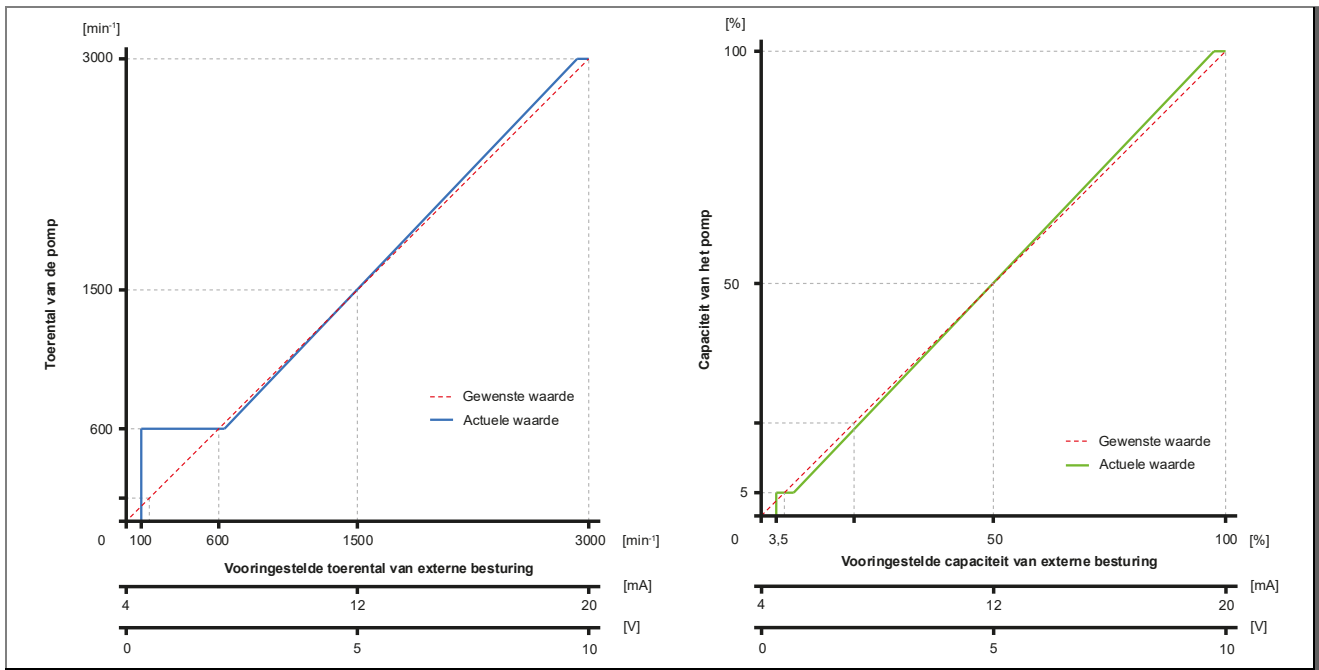 [min-1]
3000
1500
600
Toerental van de pomp
Gewenste waarde
Actuele waarde
0 100 600 1500 3000 [min-1]
Vooringestelde toerental van externe besturing
[mA]
4 12 20
[V]
0 5 10
[%]
100
50
5
Capaciteit van het pomp
Gewenste waarde
Actuele waarde
0 3,5 50 100 [%]
Vooringestelde capaciteit van externe besturing
[mA]
4 12 20
[V]
0 5 10